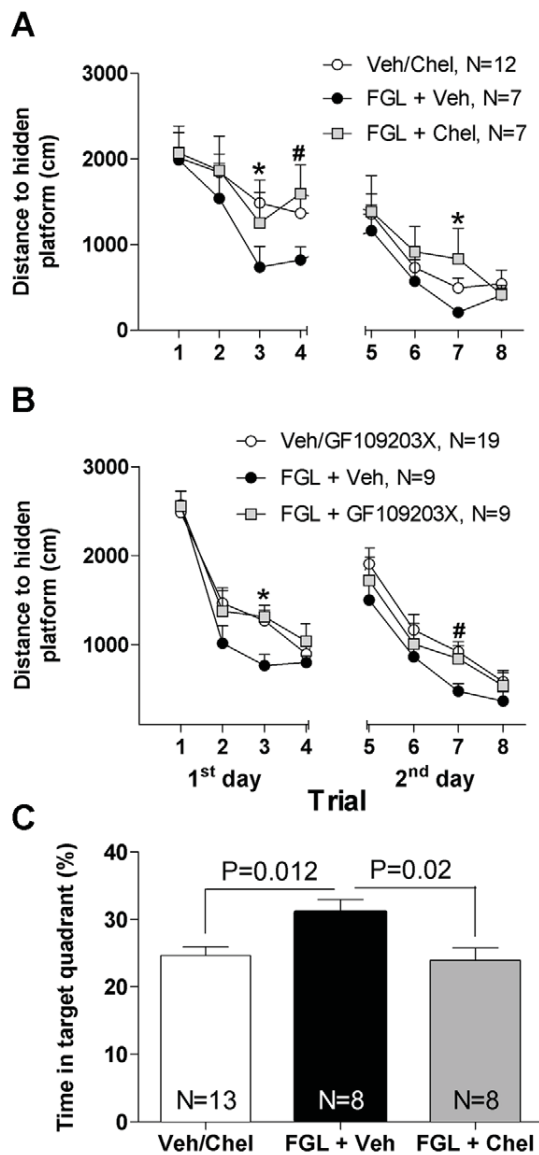 A
Veh/Chel, N=12
FGL + Veh, N=7
FGL + Chel, N=7
Distance to hidden
platform (cm)
3000
2000
1000
0
* # *
1 2 3 4 5 6 7 8
B
Veh/GF109203X, N=19
FGL + Veh, N=9
FGL + GF109203X, N=9
Distance to hidden
platform (cm)
3000
2000
1000
* #
1 2 3 4 5 6 7 8
1st day 2nd day
Trial
C
Time in target quadrant (%)
40
30
20
10
0
P=0.012 P=0.02
N=13 N=8 N=8
Veh/Chel FGL + Veh FGL + Chel